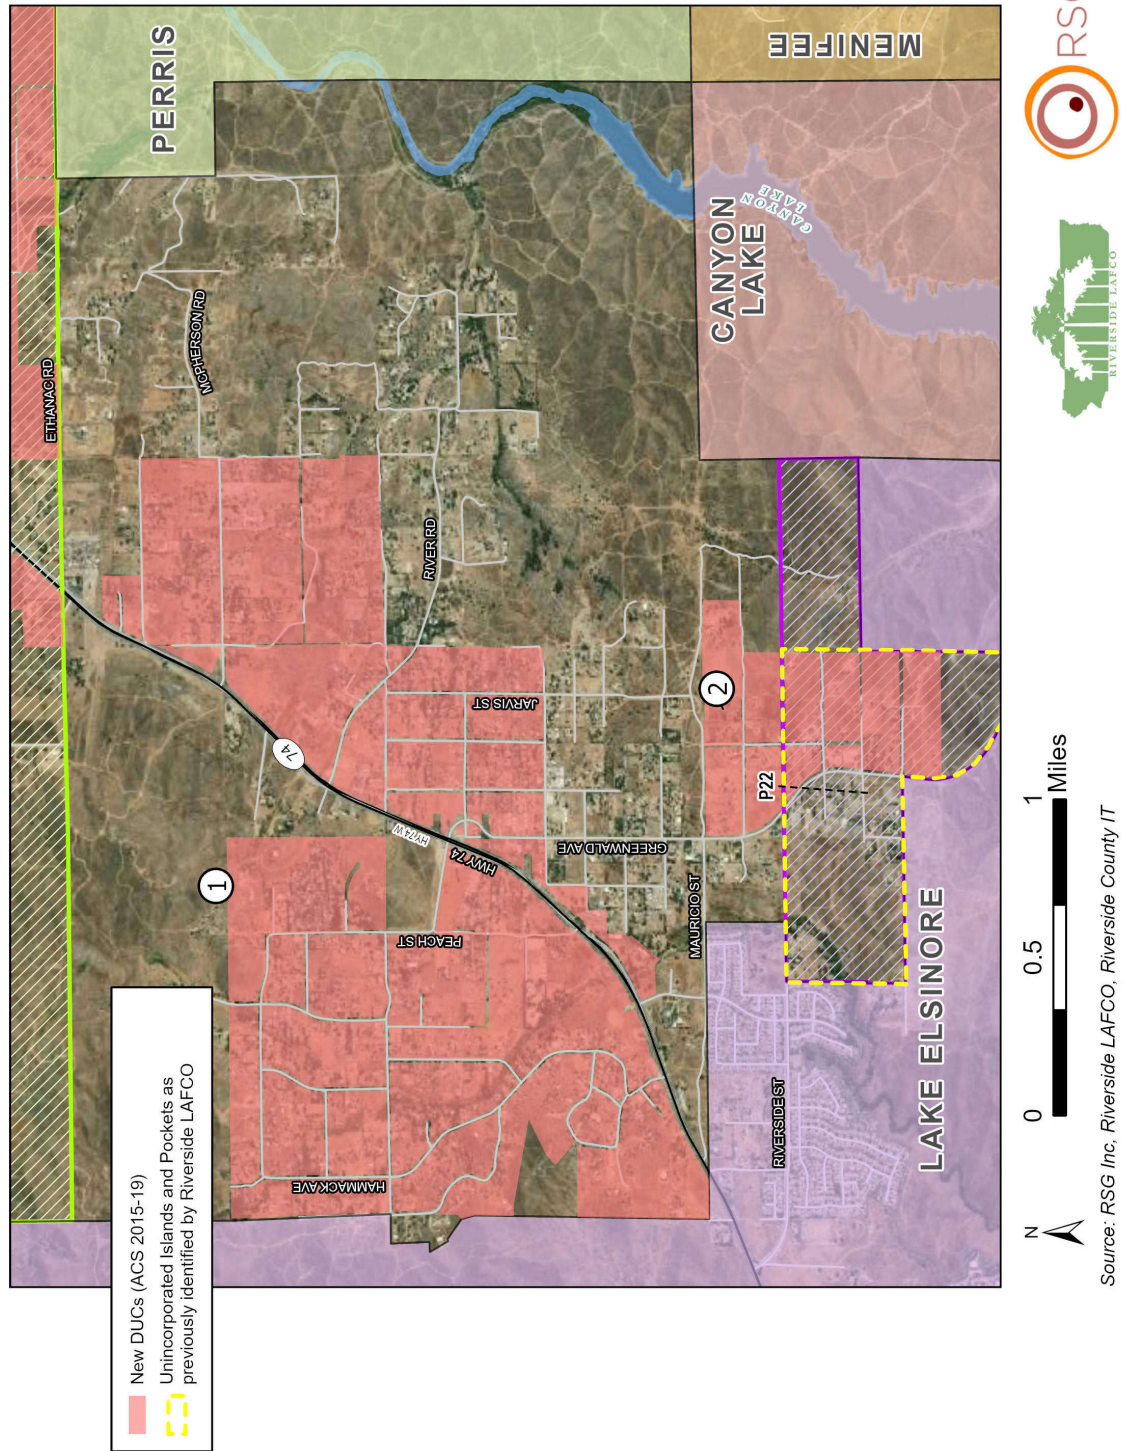 New DUCs (ACS 2015-19)
Unincorporated Islands and Pockets as
previously identified by Riverside LAFCO
PERRIS
MENIFEE
CANYON
LAKE
CANYON
LAKE
LAKE ELSINORE
ETHANAC RD
MCPHERSON RD
RIVER RD
JARVIS ST
74
HY74 W
HWY 74
GREENWALD AVE
PEACH ST
MAURICIO ST
HAMMACK AVE
RIVERSIDE ST
1
2
P22
N
0
0.5
1
Miles
Source: RSG Inc, Riverside LAFCO, Riverside County IT
RIVERSIDE LAFCO